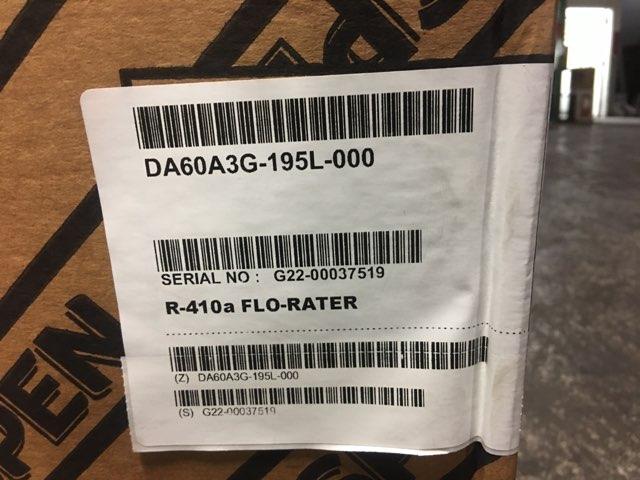 DA60A3G-195L-000
SERIAL NO : G22-00037519
R-410a FLO-RATER
(Z) DA60A3G-195L-000
(S) G22-00037519
PEN